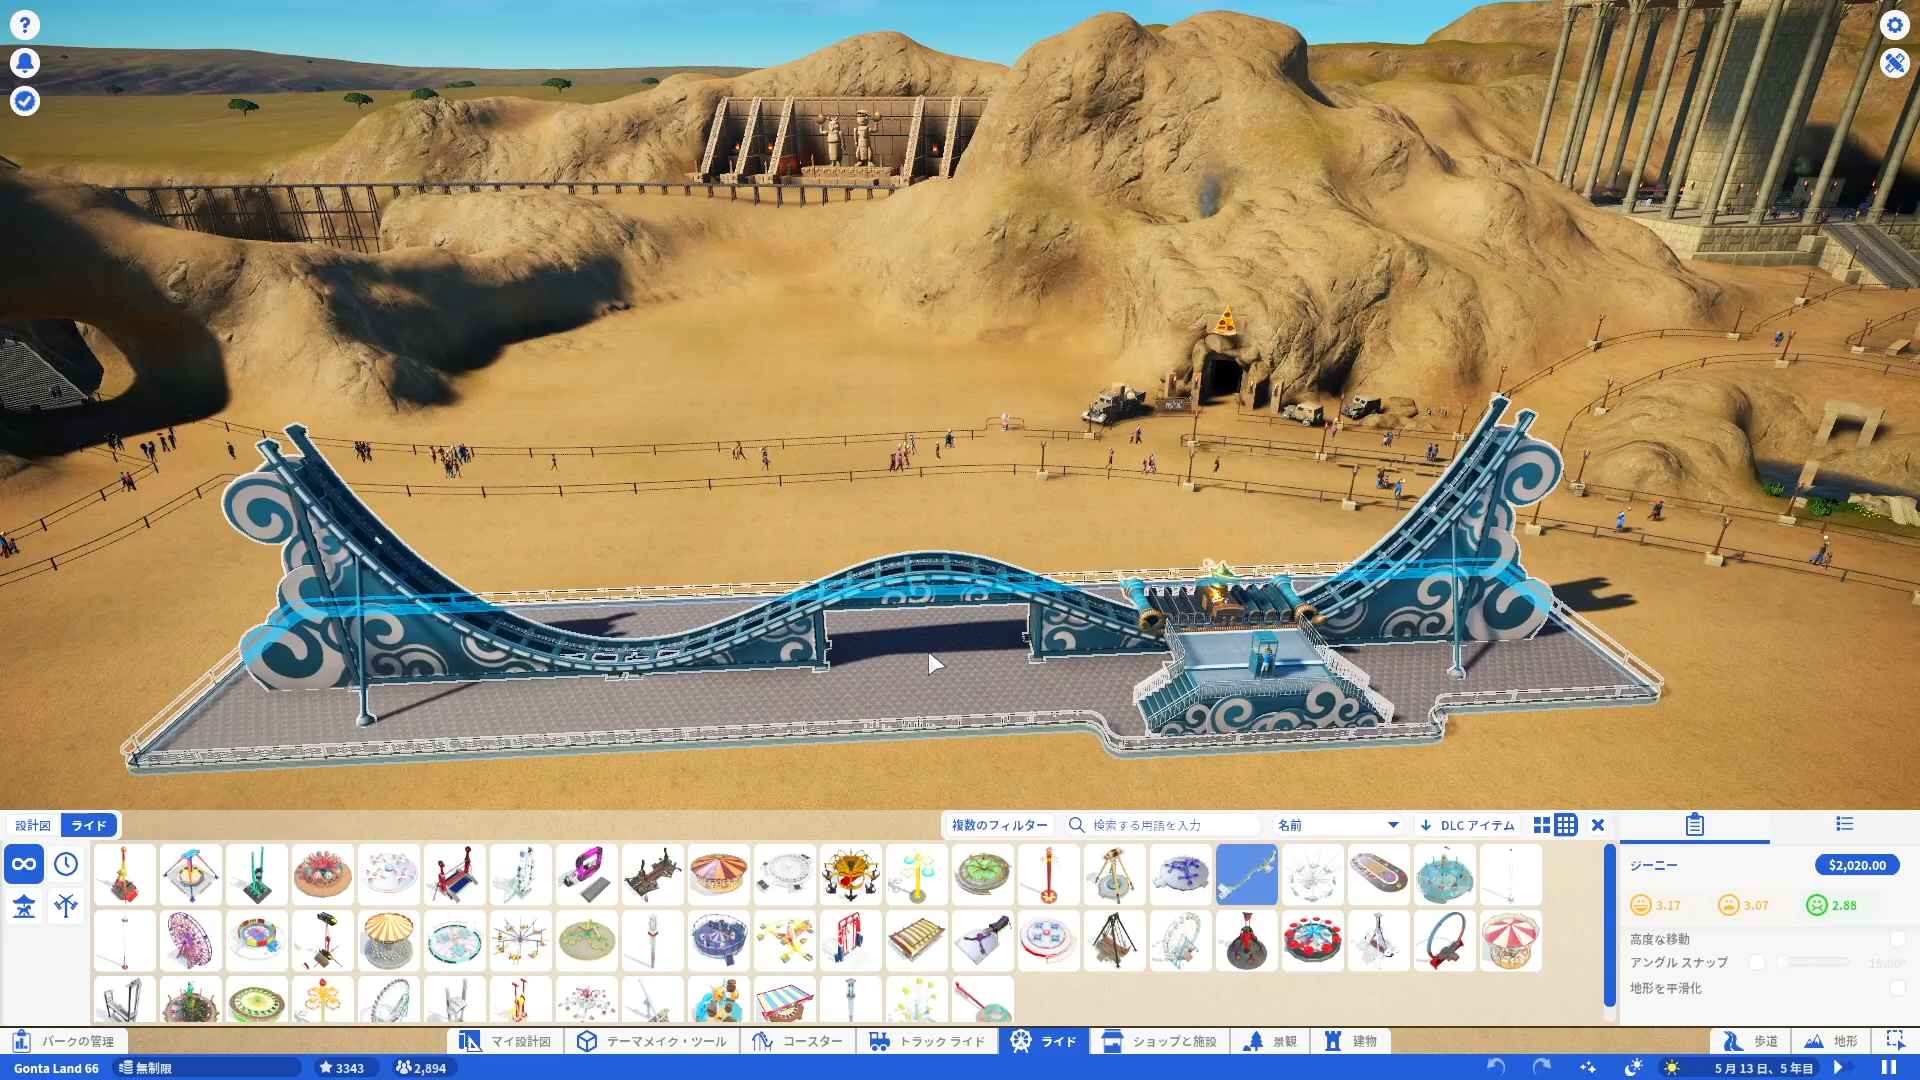 設計図
ライド
複数のフィルター
検索する用語を入力
名前
DLC アイテム
ジーニー
$2,020.00
3.17
3.07
2.88
高度な移動
アングル スナップ
15.00°
地形を平滑化
パークの管理
マイ設計図
テーマメイク・ツール
コースター
トラック ライド
ライド
ショップと施設
景観
建物
歩道
地形
Gonta Land 66
無制限
3343
2,894
5 月 13 日、5 年目